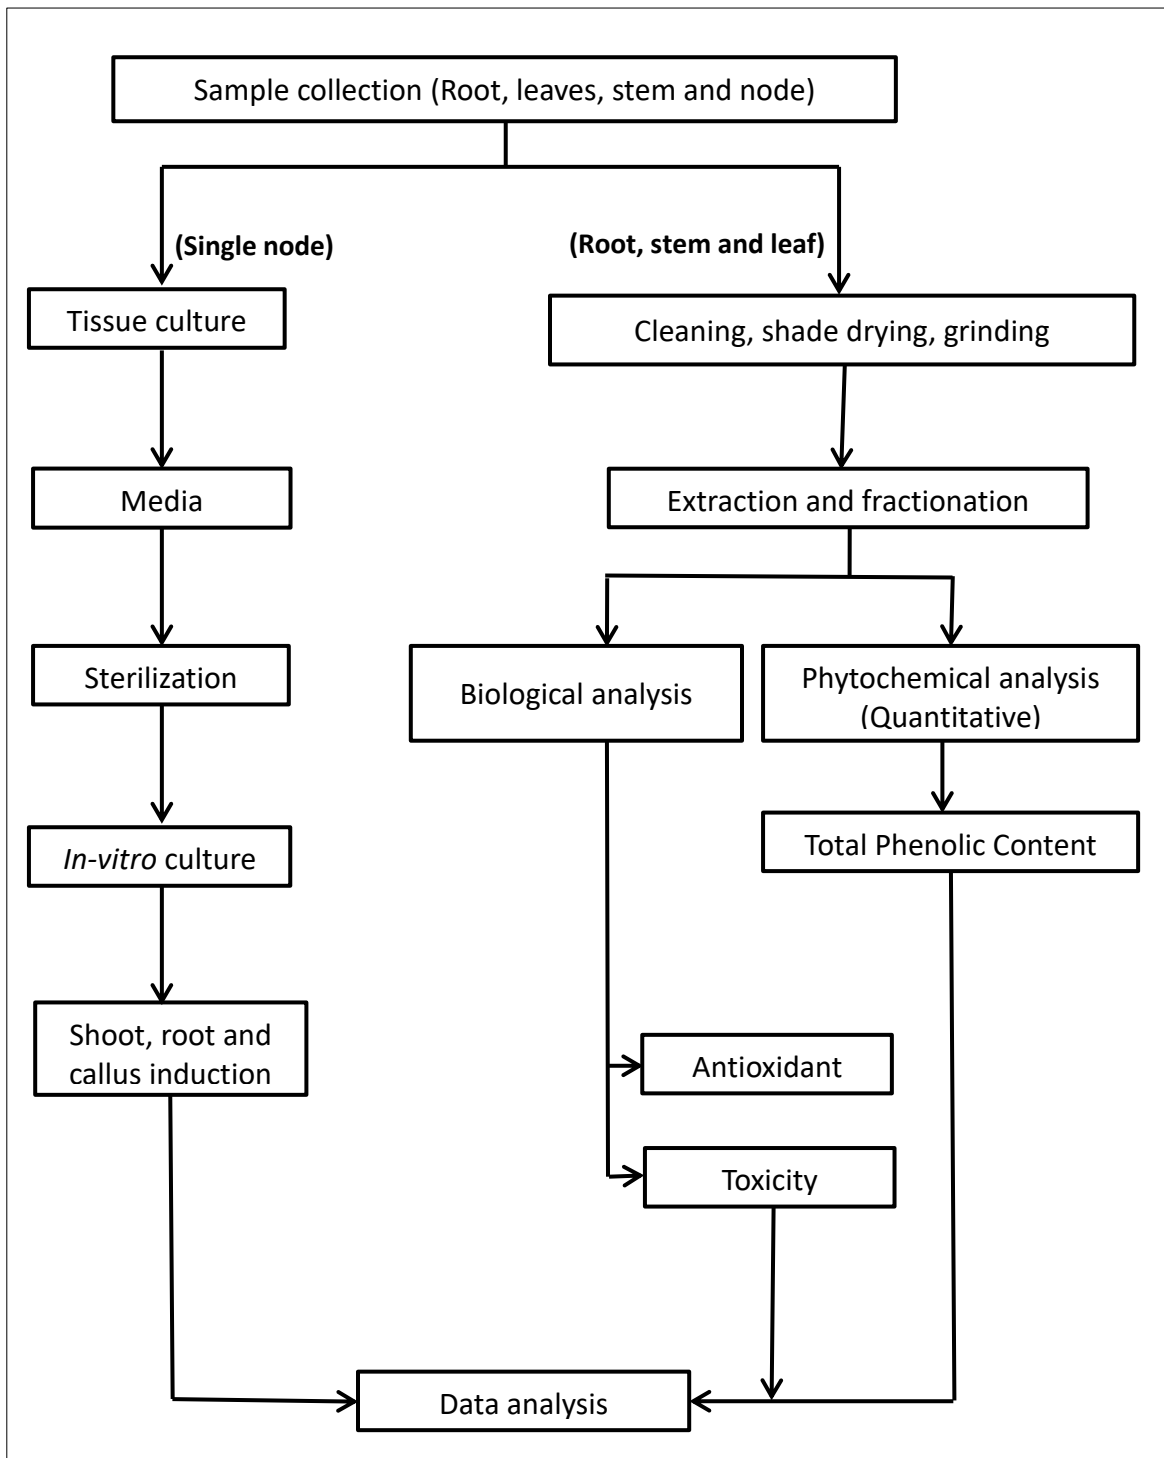 Sample collection (Root, leaves, stem and node)
(Single node)
(Root, stem and leaf)
Tissue culture
Cleaning, shade drying, grinding
Media
Extraction and fractionation
Sterilization
Biological analysis
Phytochemical analysis
(Quantitative)
In-vitro culture
Total Phenolic Content
Shoot, root and
callus induction
Antioxidant
Toxicity
Data analysis